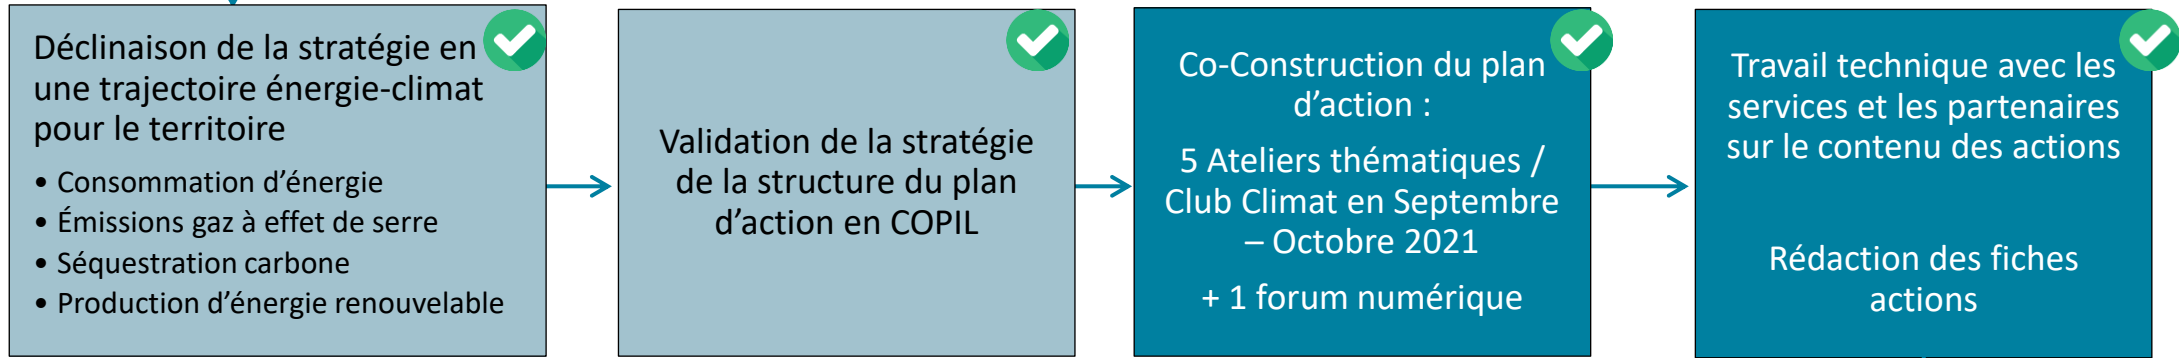 Déclinaison de la stratégie en
une trajectoire énergie-climat
pour le territoire
• Consommation d'énergie
• Émissions gaz à effet de serre
• Séquestration carbone
• Production d'énergie renouvelable
Validation de la stratégie
de la structure du plan
d'action en COPIL
Co-Construction du plan
d'action :
5 Ateliers thématiques /
Club Climat en Septembre
– Octobre 2021
+ 1 forum numérique
Travail technique avec les
services et les partenaires
sur le contenu des actions
Rédaction des fiches
actions